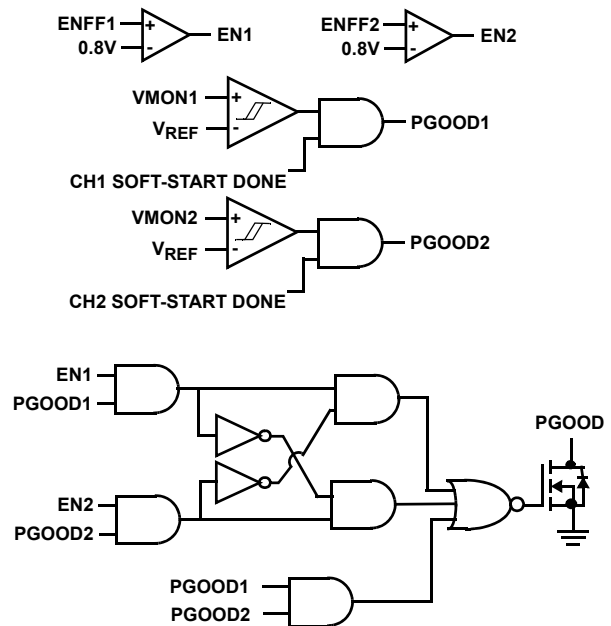 ENFF1 + EN1
0.8V -
ENFF2 + EN2
0.8V -
VMON1 +
VREF - PGOOD1
CH1 SOFT-START DONE
VMON2 +
VREF - PGOOD2
CH2 SOFT-START DONE
EN1
PGOOD1
PGOOD
EN2
PGOOD2
PGOOD1
PGOOD2